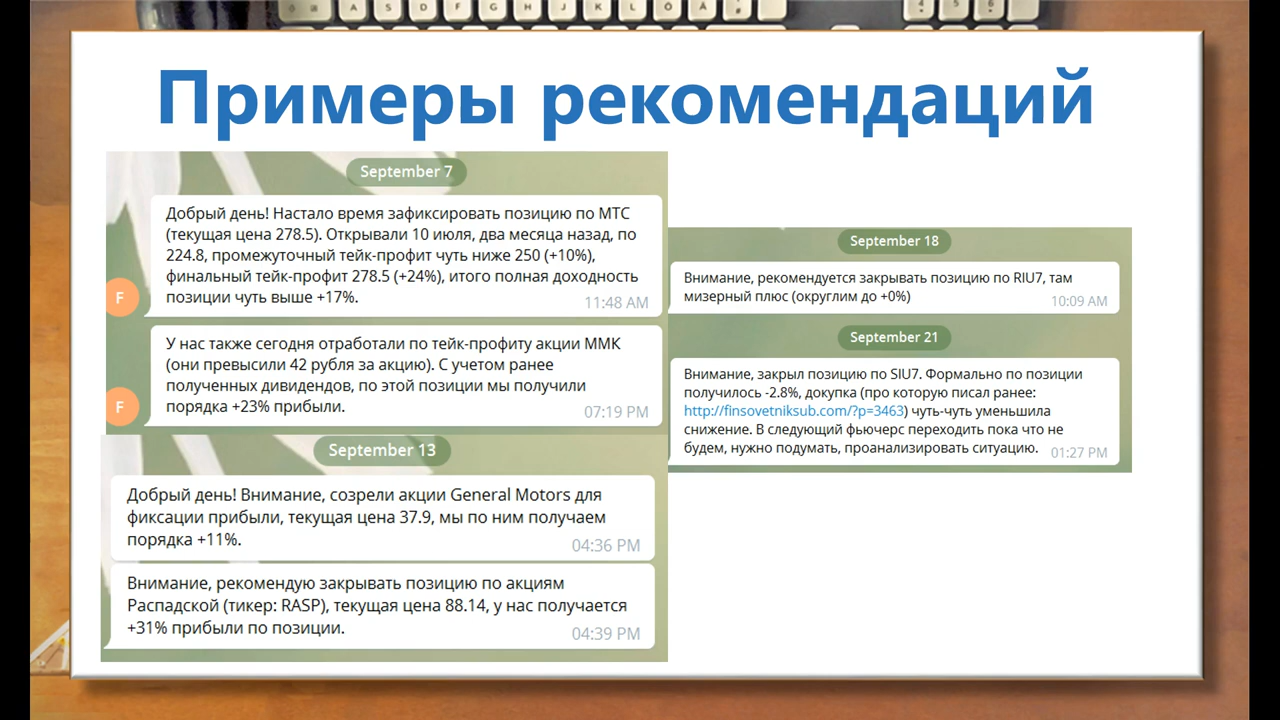 Примеры рекомендаций
September 7
Добрый день! Настало время зафиксировать позицию по МТС
(текущая цена 278.5). Открывали 10 июля, два месяца назад, по
224.8, промежуточный тейк-профит чуть ниже 250 (+10%),
финальный тейк-профит 278.5 (+24%), итого полная доходность
позиции чуть выше +17%.
11:48 AM
F
У нас также сегодня отработали по тейк-профиту акции ММК
(они превысили 42 рубля за акцию). С учетом ранее
полученных дивидендов, по этой позиции мы получили
порядка +23% прибыли.
07:19 PM
F
September 13
Добрый день! Внимание, созрели акции General Motors для
фиксации прибыли, текущая цена 37.9, мы по ним получаем
порядка +11%.
04:36 PM
Внимание, рекомендую закрывать позицию по акциям
Распадской (тикер: RASP), текущая цена 88.14, у нас получается
+31% прибыли по позиции.
04:39 PM
September 18
Внимание, рекомендуется закрывать позицию по RIU7, там
мизерный плюс (округлим до +0%)
10:09 AM
September 21
Внимание, закрыл позицию по SIU7. Формально по позиции
получилось -2.8%, докупка (про которую писал ранее:
http://finsovetniksub.com/?p=3463) чуть-чуть уменьшила
снижение. В следующий фьючерс переходить пока что не
будем, нужно подумать, проанализировать ситуацию.
01:27 PM